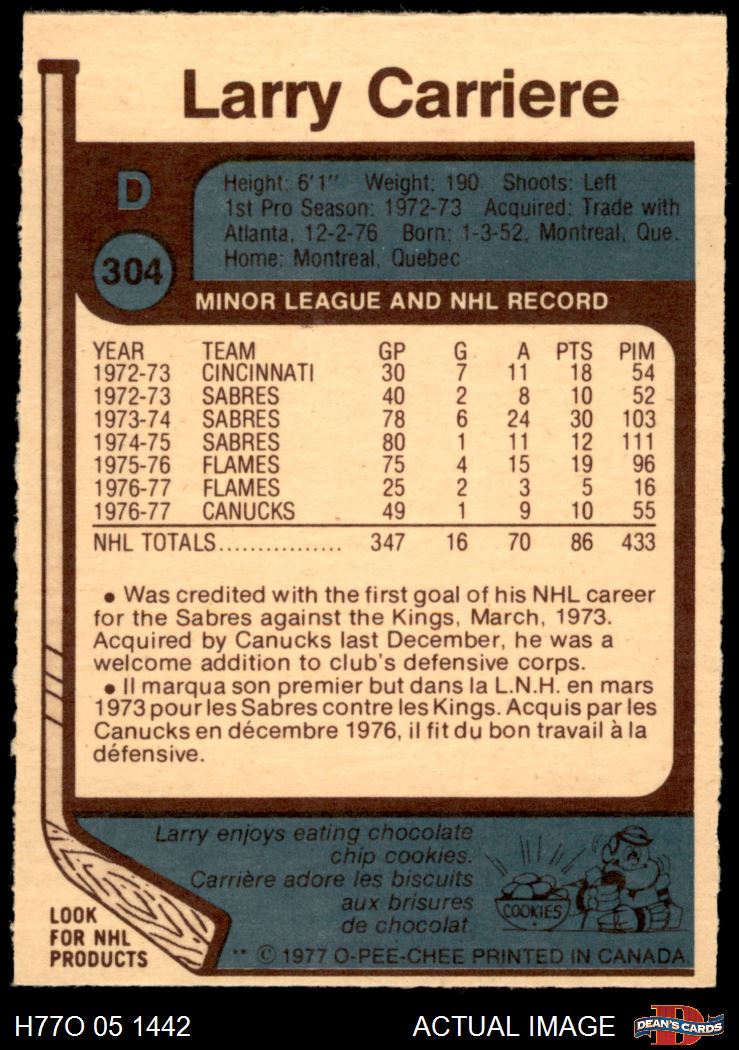 Larry Carriere
D
304
Height: 6'1" Weight: 190 Shoots: Left
1st Pro Season: 1972-73 Acquired: Trade with
Atlanta, 12-2-76 Born: 1-3-52, Montreal, Que.
Home: Montreal, Quebec
MINOR LEAGUE AND NHL RECORD
YEAR TEAM GP G A PTS PIM
1972-73 CINCINNATI 30 7 11 18 54
1972-73 SABRES 40 2 8 10 52
1973-74 SABRES 78 6 24 30 103
1974-75 SABRES 80 1 11 12 111
1975-76 FLAMES 75 4 15 19 96
1976-77 FLAMES 25 2 3 5 16
1976-77 CANUCKS 49 1 9 10 55
NHL TOTALS................ 347 16 70 86 433
• Was credited with the first goal of his NHL career
for the Sabres against the Kings, March, 1973.
Acquired by Canucks last December, he was a
welcome addition to club's defensive corps.
• Il marqua son premier but dans la L.N.H. en mars
1973 pour les Sabres contre les Kings. Acquis par les
Canucks en décembre 1976, il fit du bon travail à la
défensive.
Larry enjoys eating chocolate
chip cookies.
Carrière adore les biscuits
aux brisures
de chocolat.
COOKIES
LOOK
FOR NHL
PRODUCTS
** © 1977 O-PEE-CHEE PRINTED IN CANADA.
H77O 05 1442 ACTUAL IMAGE
D
DEAN'S CARDS